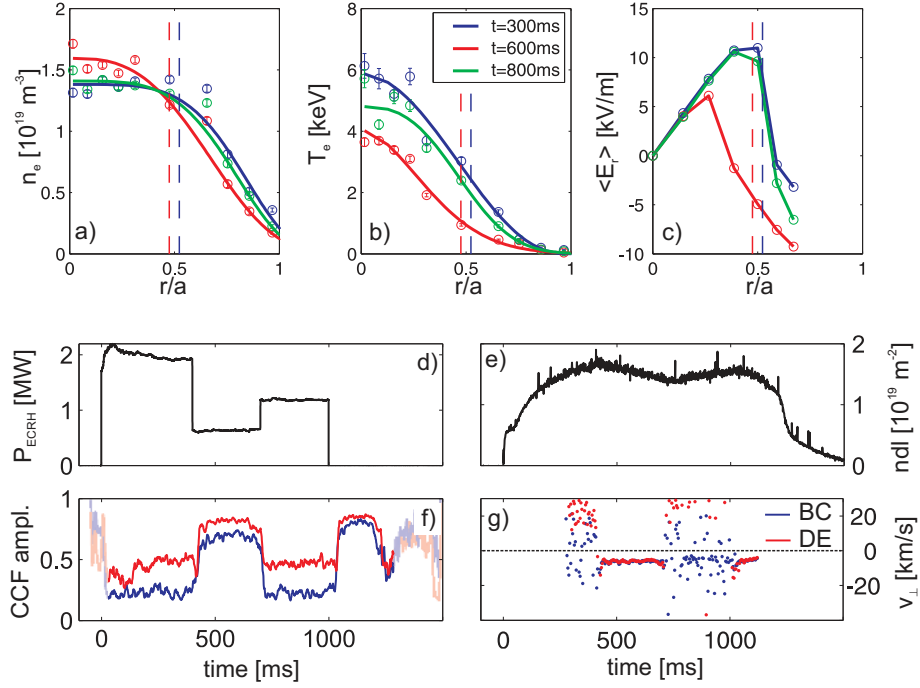 n_e [10^19 m^-3]
2
1.5
1
0.5
0
a)
0 0.5 1
r/a
T_e [keV]
8
6
4
2
0
t=300ms
t=600ms
t=800ms
b)
0 0.5 1
r/a
<E_r> [kV/m]
15
10
5
0
-5
-10
c)
0 0.5 1
r/a
P_ECRH [MW]
2
1
0
d)
e)
2
1
0
ndl [10^19 m^-2]
CCF ampl.
1
0.5
0
f)
0 500 1000
time [ms]
g)
BC
DE
20
0
-20
v_⊥ [km/s]
0 500 1000
time [ms]